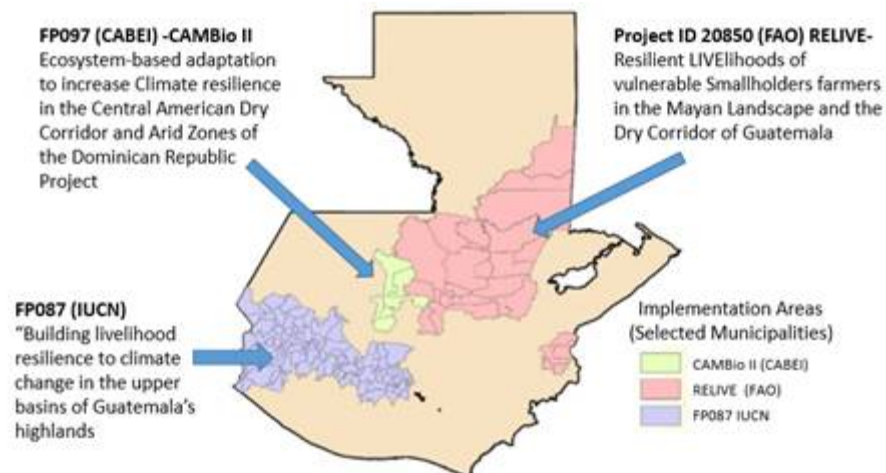 FP097 (CABEI) -CAMBio II
Ecosystem-based adaptation
to increase Climate resilience
in the Central American Dry
Corridor and Arid Zones of
the Dominican Republic
Project
Project ID 20850 (FAO) RELIVE-
Resilient LIVElihoods of
vulnerable Smallholders farmers
in the Mayan Landscape and the
Dry Corridor of Guatemala
FP087 (IUCN)
“Building livelihood
resilience to climate
change in the upper
basins of Guatemala’s
highlands
Implementation Areas
(Selected Municipalities)
CAMBio II (CABEI)
RELIVE (FAO)
FP087 IUCN